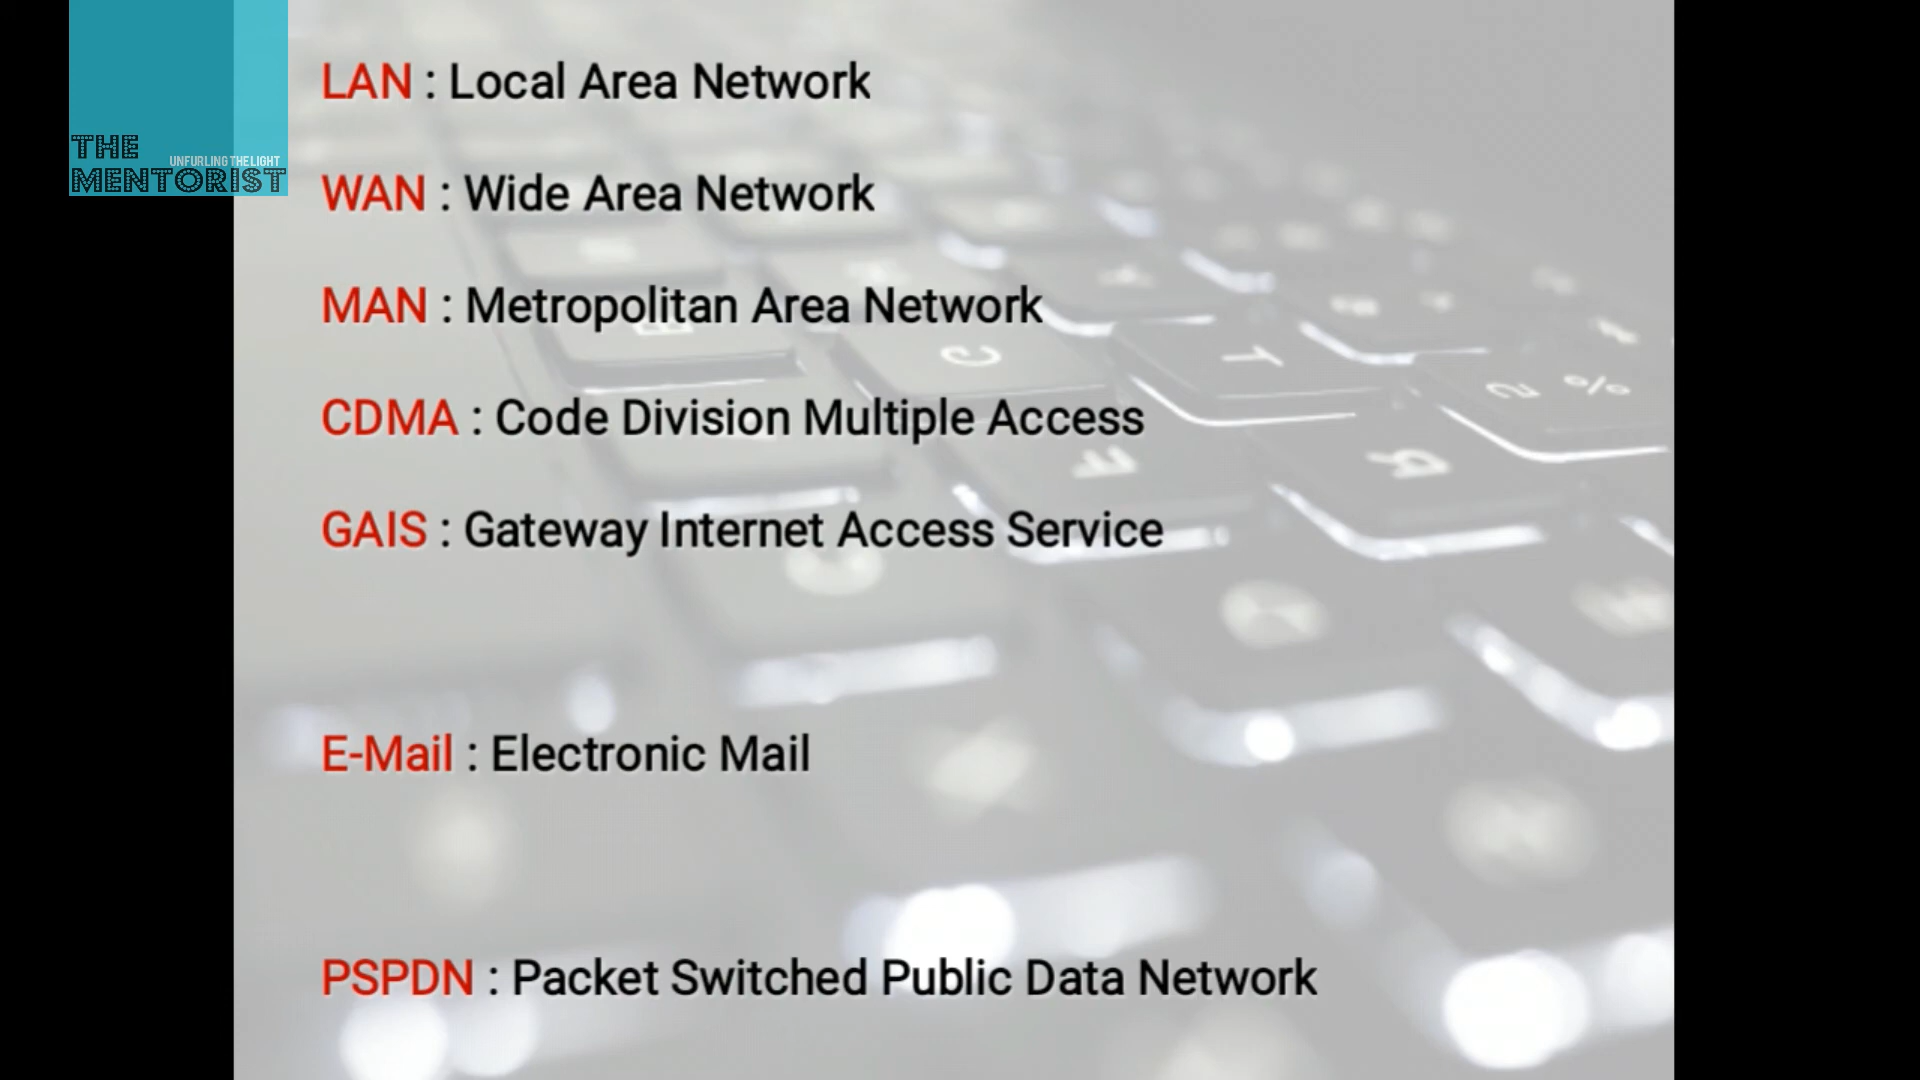 THE
UNFURLING THE LIGHT
MENTORIST
LAN : Local Area Network
WAN : Wide Area Network
MAN : Metropolitan Area Network
CDMA : Code Division Multiple Access
GAIS : Gateway Internet Access Service
E-Mail : Electronic Mail
PSPDN : Packet Switched Public Data Network